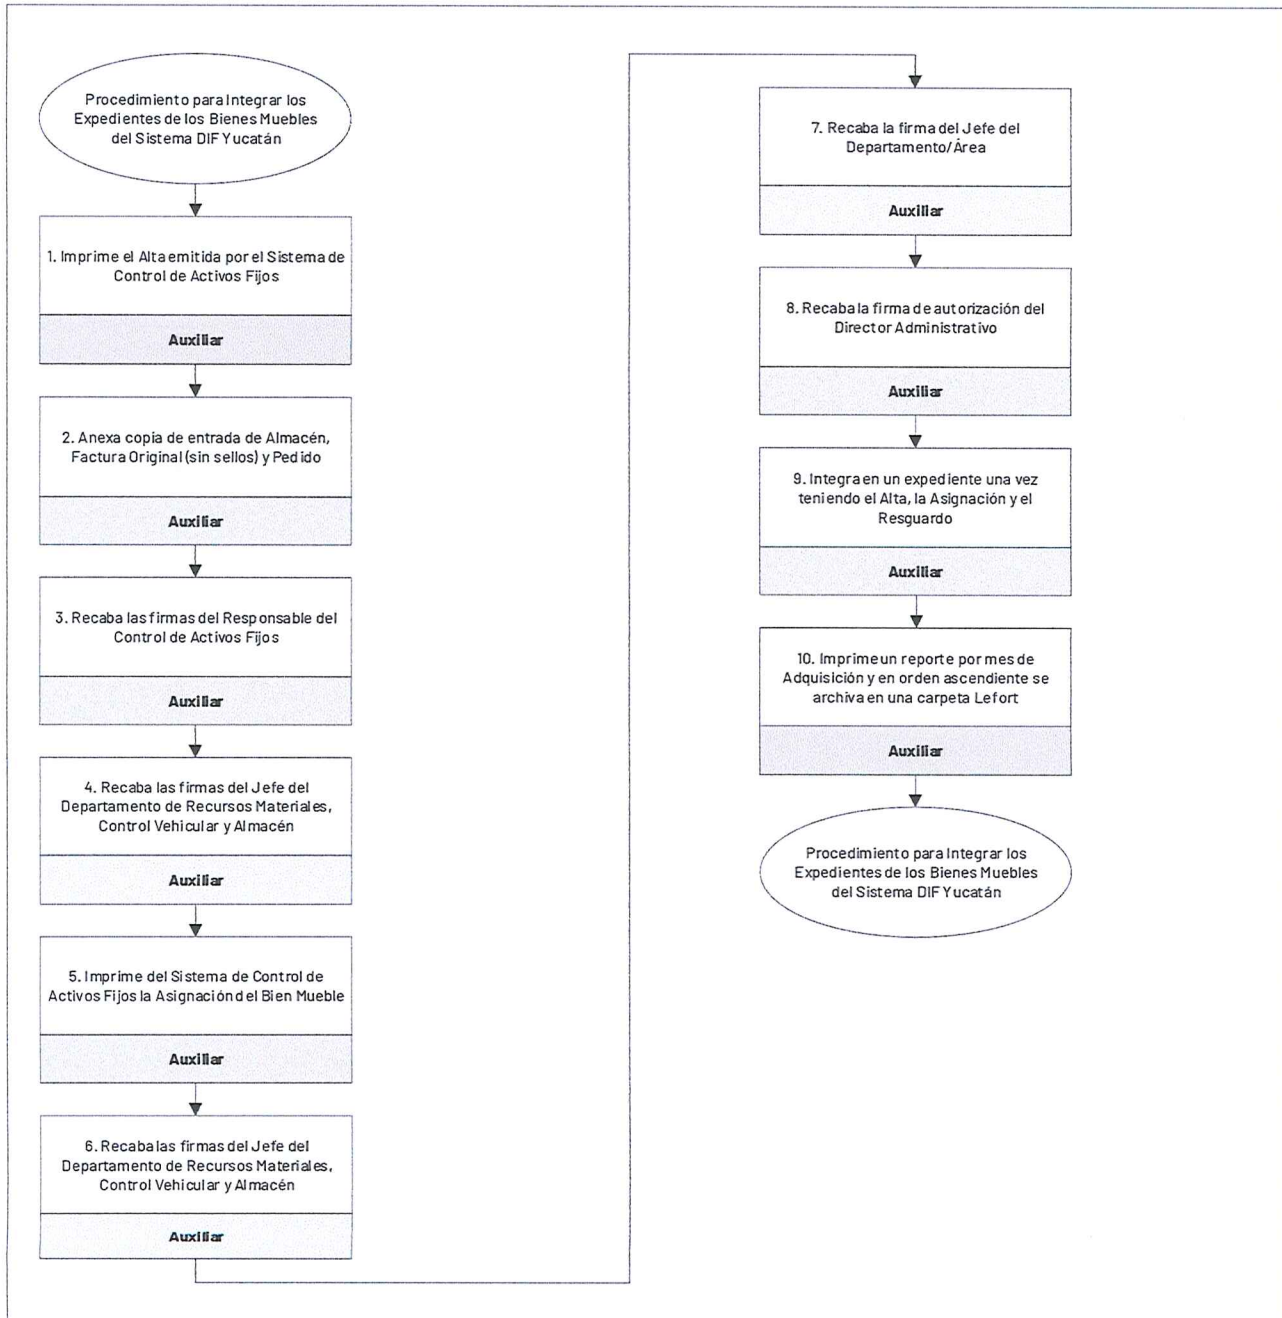 Procedimiento para Integrar los
Expedientes de los Bienes Muebles
del Sistema DIF Yucatán
1. Imprime el Alta emitida por el Sistema de
Control de Activos Fijos
Auxiliar
2. Anexa copia de entrada de Almacén,
Factura Original (sin sellos) y Pedido
Auxiliar
3. Recaba las firmas del Responsable del
Control de Activos Fijos
Auxiliar
4. Recaba las firmas del Jefe del
Departamento de Recursos Materiales,
Control Vehicular y Almacén
Auxiliar
5. Imprime del Sistema de Control de
Activos Fijos la Asignación del Bien Mueble
Auxiliar
6. Recaba las firmas del Jefe del
Departamento de Recursos Materiales,
Control Vehicular y Almacén
Auxiliar
7. Recaba la firma del Jefe del
Departamento/Área
Auxiliar
8. Recaba la firma de autorización del
Director Administrativo
Auxiliar
9. Integra en un expediente una vez
teniendo el Alta, la Asignación y el
Resguardo
Auxiliar
10. Imprime un reporte por mes de
Adquisición y en orden ascendiente se
archiva en una carpeta Lefort
Auxiliar
Procedimiento para Integrar los
Expedientes de los Bienes Muebles
del Sistema DIF Yucatán